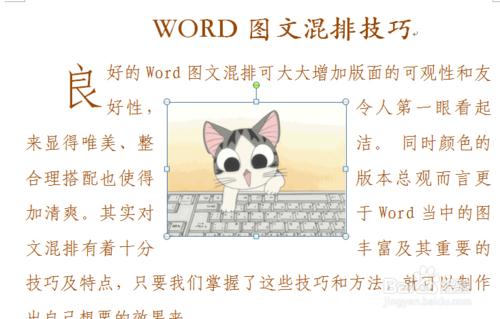 WORD 图文混排技巧
良好的 Word 图文混排可大大增加版面的可观性和友
好性，令人第一眼看起
来显得唯美、整洁。同时颜色的
合理搭配也使得版本总观而言更
加清爽。其实对于 Word 当中的图
文混排有着十分丰富及其重要的
技巧及特点，只要我们掌握了这些技巧和方法，就可以制作
出自己想要的效果来
Baidu 经验
jingyan.baidu.com